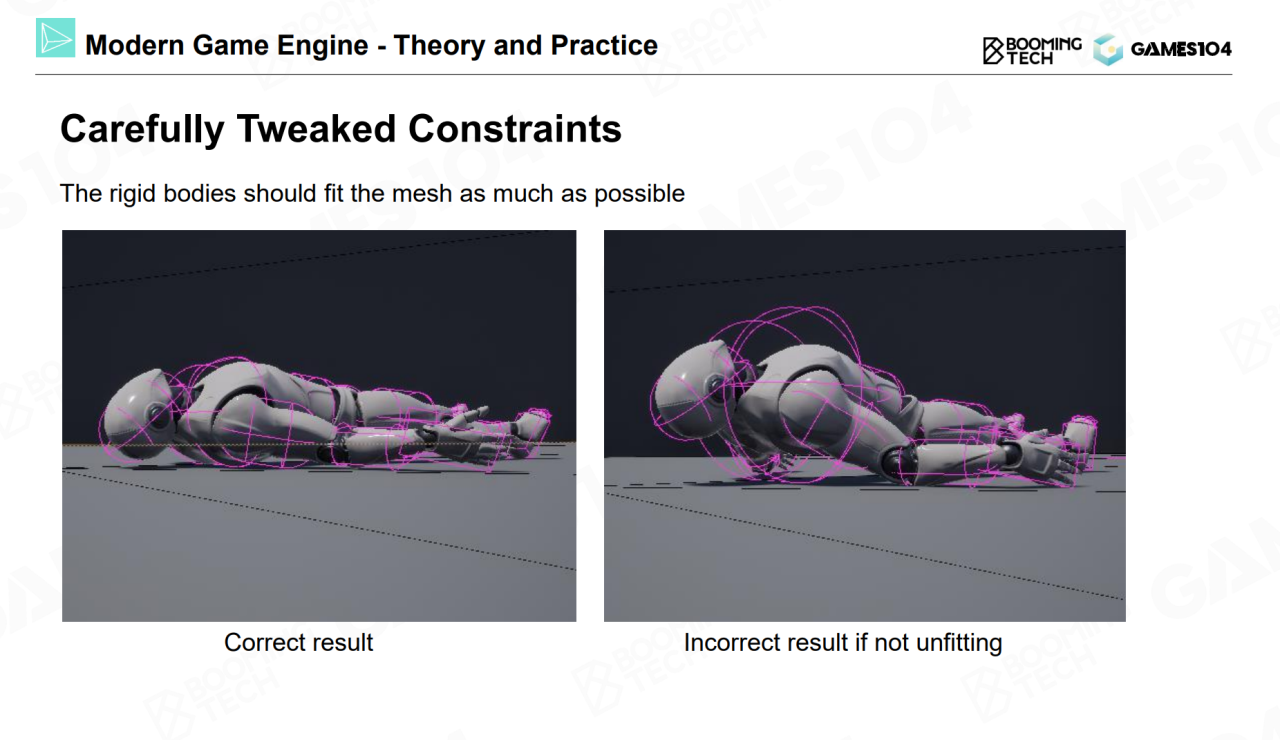 Modern Game Engine - Theory and Practice
BOOMING
TECH
GAMES104
Carefully Tweaked Constraints
The rigid bodies should fit the mesh as much as possible
Correct result
Incorrect result if not unfitting